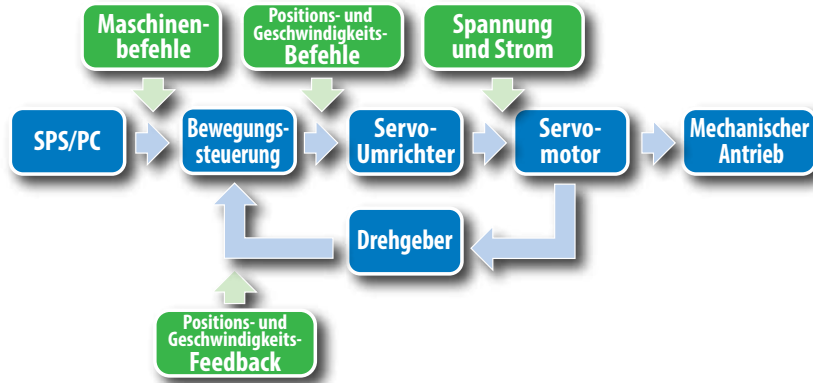 Maschinen-
befehle
Positions- und
Geschwindigkeits-
Befehle
Spannung
und Strom
SPS/PC
Bewegungs-
steuerung
Servo-
Umrichter
Servo-
motor
Mechanischer
Antrieb
Drehgeber
Positions- und
Geschwindigkeits-
Feedback